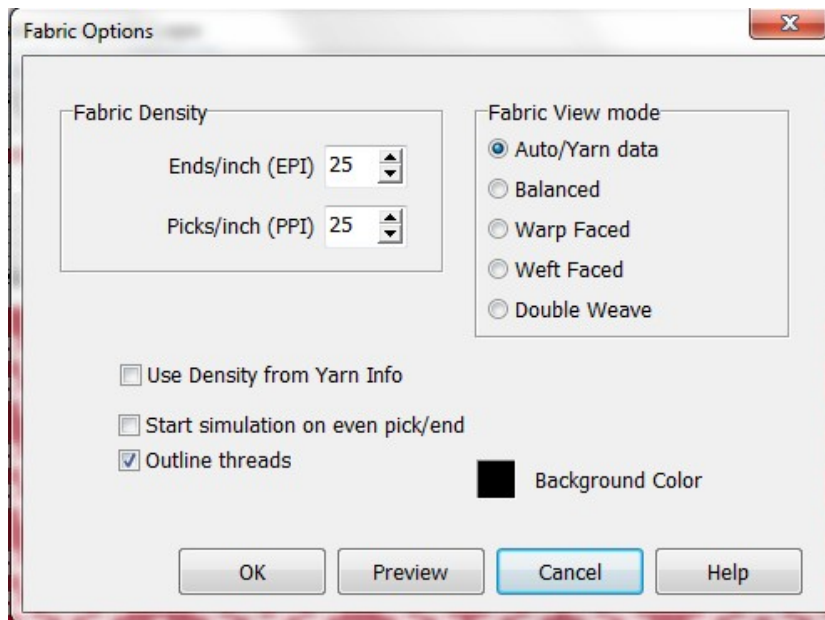 Fabric Options
Fabric Density
Ends/inch (EPI) 25
Picks/inch (PPI) 25
Fabric View mode
Auto/Yarn data
Balanced
Warp Faced
Weft Faced
Double Weave
Use Density from Yarn Info
Start simulation on even pick/end
Outline threads
Background Color
OK Preview Cancel Help